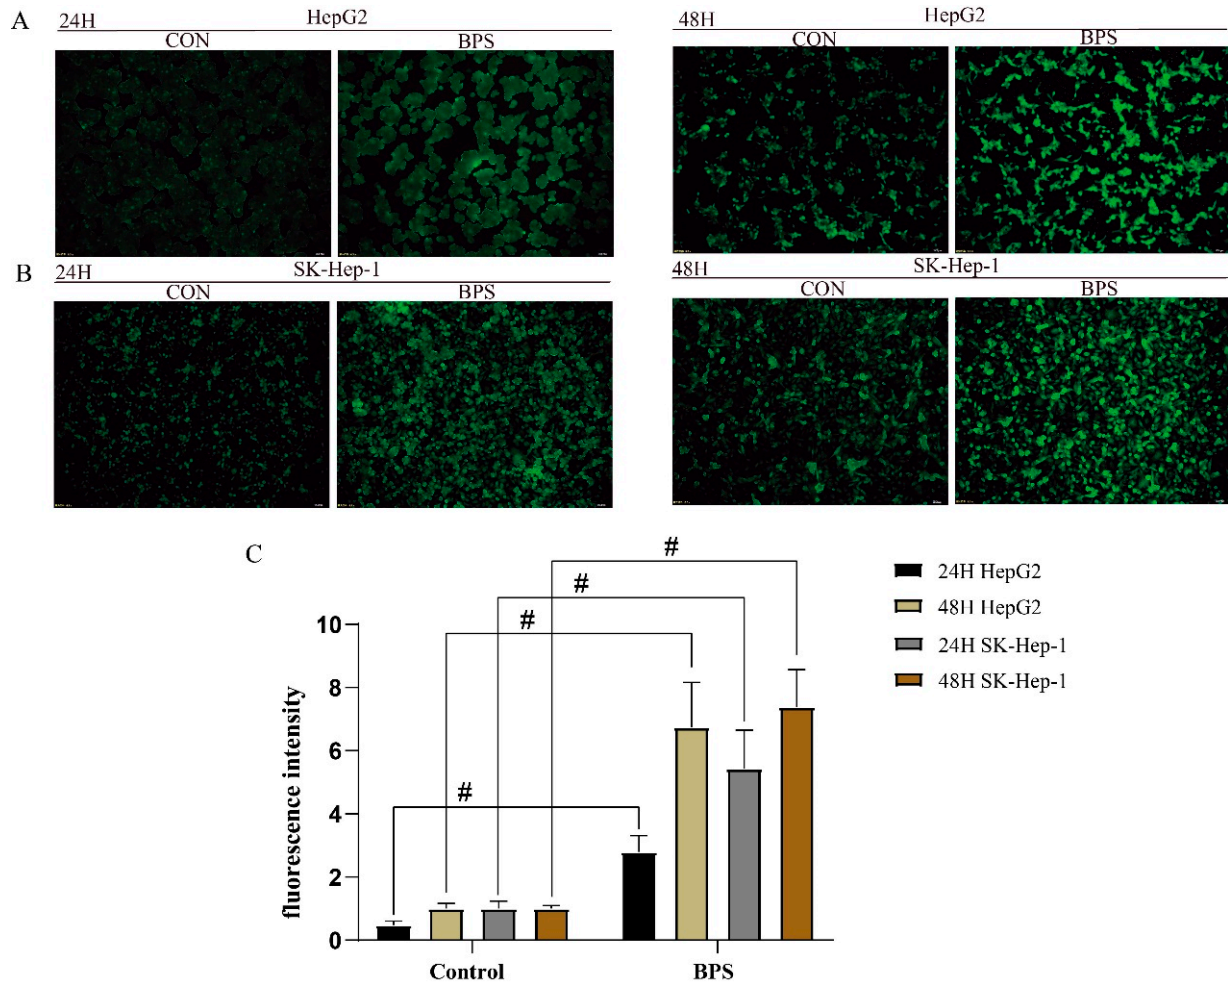 A
24H HepG2
CON BPS
48H HepG2
CON BPS
B
24H SK-Hep-1
CON BPS
48H SK-Hep-1
CON BPS
C
fluorescence intensity
10
8
6
4
2
0
#
#
#
#
Control BPS
24H HepG2
48H HepG2
24H SK-Hep-1
48H SK-Hep-1